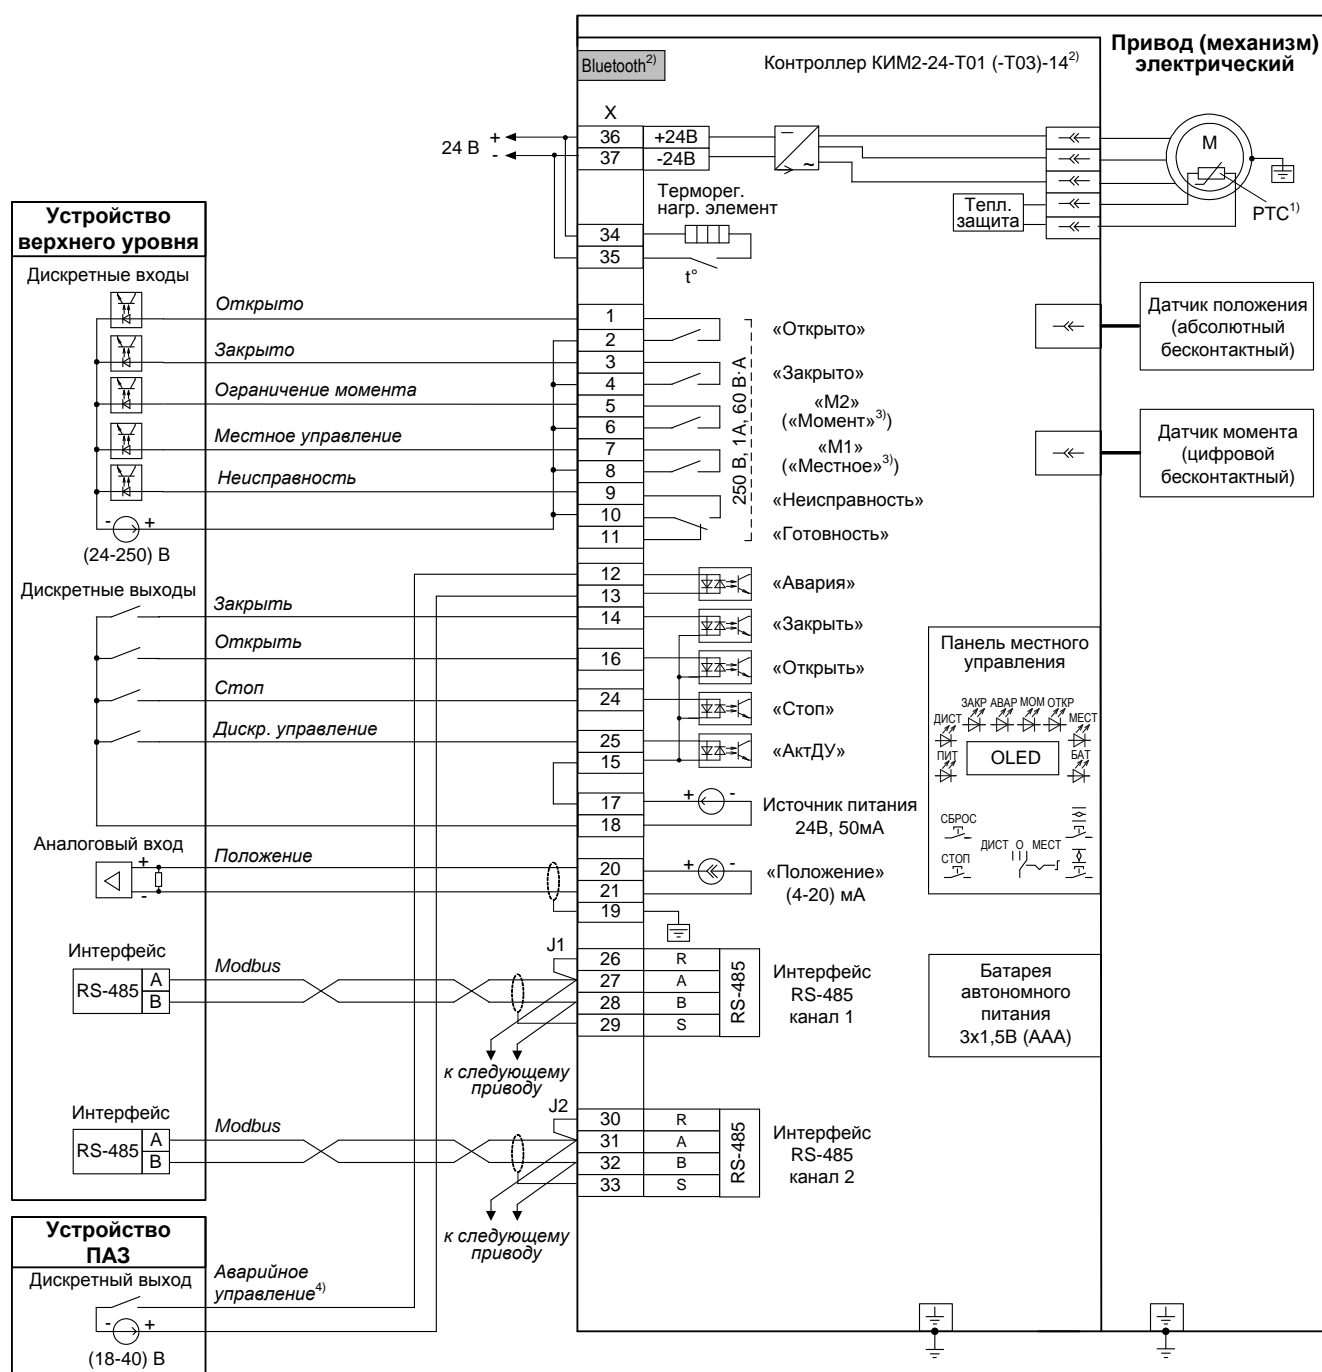 Привод (механизм)
электрический
Bluetooth2)
Контроллер КИМ2-24-Т01 (-Т03)-142)
X
24 В
+
-
36
+24В
37
-24В
M
РТС1)
Тепл.
защита
Терморег.
нагр. элемент
34
35
t°
Устройство
верхнего уровня
Дискретные входы
Открыто
Закрыто
Ограничение момента
Местное управление
Неисправность
- +
(24-250) В
1
2
3
4
5
6
7
8
9
10
11
250 В, 1А, 60 В·А
«Открыто»
«Закрыто»
«М2»
(«Момент»3))
«М1»
(«Местное»3))
«Неисправность»
«Готовность»
Датчик положения
(абсолютный
бесконтактный)
Датчик момента
(цифровой
бесконтактный)
Дискретные выходы
Закрыть
Открыть
Стоп
Дискр. управление
12
13
14
16
24
25
15
17
18
«Авария»
«Закрыть»
«Открыть»
«Стоп»
«АктДУ»
+ -
Источник питания
24В, 50мА
Панель местного
управления
ЗАКР АВАР МОМ ОТКР
ДИСТ
МЕСТ
ПИТ
OLED
БАТ
СБРОС
ДИСТ О МЕСТ
СТОП
Аналоговый вход
+
-
Положение
20
21
19
+ -
«Положение»
(4-20) мА
Интерфейс
RS-485
A
B
Modbus
J1
26
R
27
A
28
B
29
S
RS-485
Интерфейс
RS-485
канал 1
к следующему
приводу
Батарея
автономного
питания
3х1,5В (ААА)
Интерфейс
RS-485
A
B
Modbus
J2
30
R
31
A
32
B
33
S
RS-485
Интерфейс
RS-485
канал 2
к следующему
приводу
Устройство
ПАЗ
Дискретный выход
Аварийное
управление4)
- +
(18-40) В